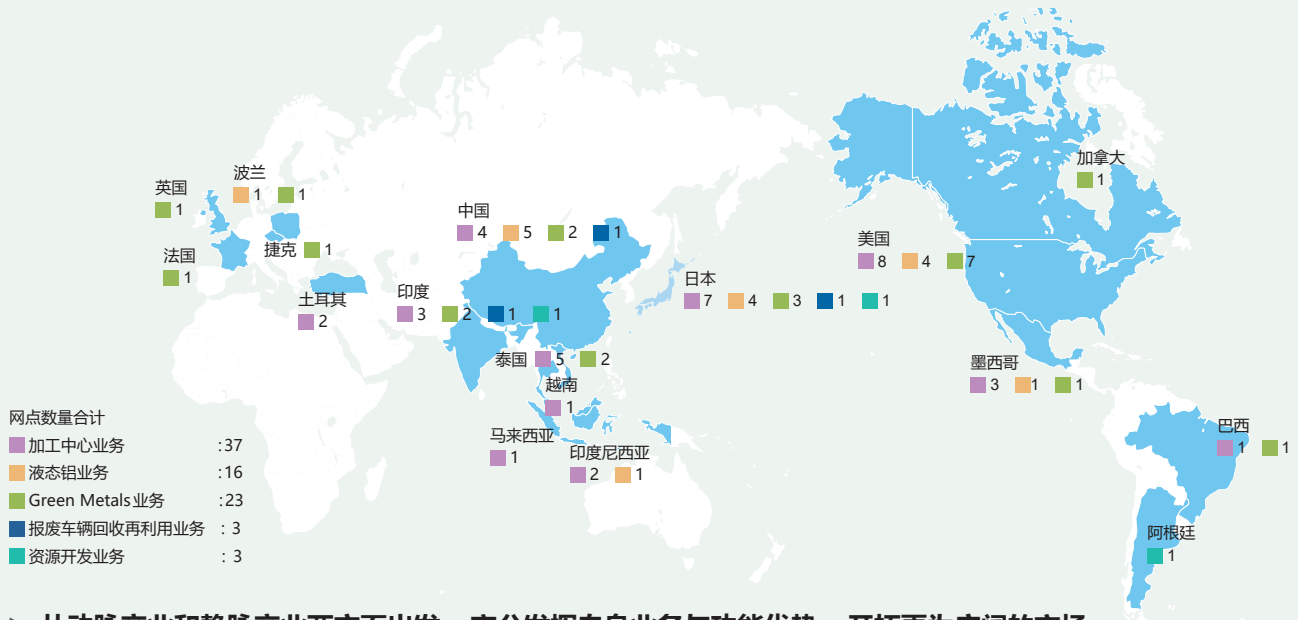 加拿大
1
波兰
1 1
英国
1
中国
4 5 2 1
捷克 1
美国
8 4 7
法国
1
日本
7 4 3 1 1
土耳其
2
印度
3 2 1 1
泰国 5 2
墨西哥
3 1 1
越南
1
马来西亚
1
印度尼西亚
2 1
巴西
1 1
阿根廷
1
网点数量合计
加工中心业务 :37
液态铝业务 :16
Green Metals业务 :23
报废车辆回收再利用业务 : 3
资源开发业务 : 3